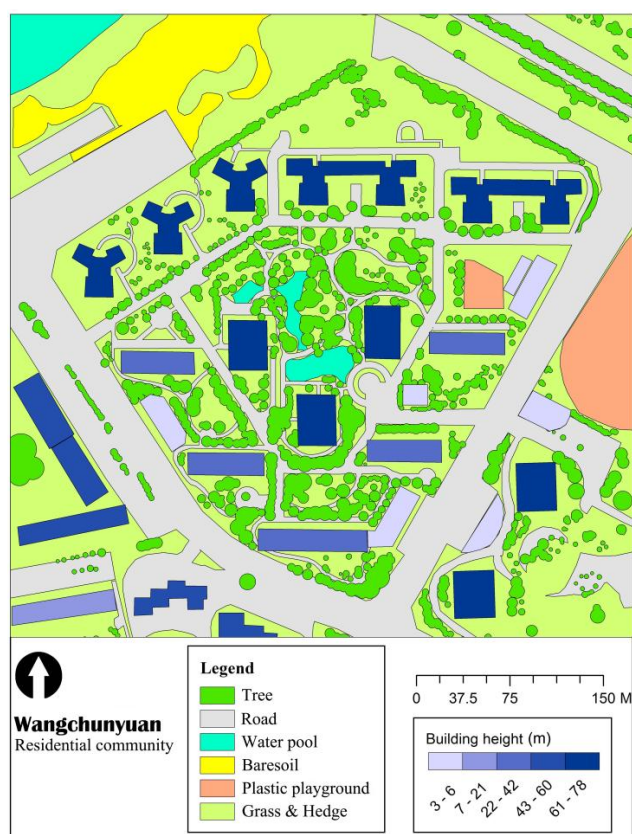 Wangchunyuan
Residential community
Legend
Tree
Road
Water pool
Baresoil
Plastic playground
Grass & Hedge
0 37.5 75 150 M
Building height (m)
3 - 6
7 - 21
22 - 42
43 - 60
61 - 78